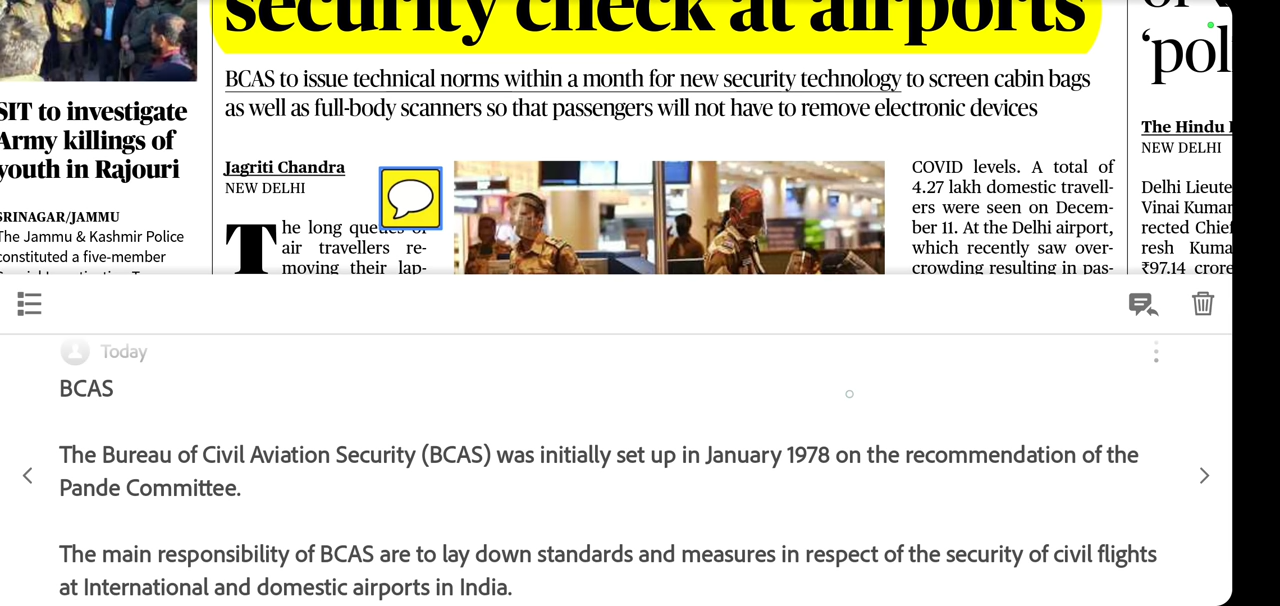 security check at airports
BCAS to issue technical norms within a month for new security technology to screen cabin bags
as well as full-body scanners so that passengers will not have to remove electronic devices
SIT to investigate
Army killings of
youth in Rajouri
SRINAGAR/JAMMU
The Jammu & Kashmir Police
constituted a five-member
Jagriti Chandra
NEW DELHI
The long queues of
air travellers re-
moving their lap-
COVID levels. A total of
4.27 lakh domestic travell-
ers were seen on Decem-
ber 11. At the Delhi airport,
which recently saw over-
crowding resulting in pas-
'pol
The Hindu
NEW DELHI
Delhi Lieute
Vinai Kumar
rected Chief
resh Kuma
₹97.14 crore
Today
BCAS
The Bureau of Civil Aviation Security (BCAS) was initially set up in January 1978 on the recommendation of the
Pande Committee.
The main responsibility of BCAS are to lay down standards and measures in respect of the security of civil flights
at International and domestic airports in India.